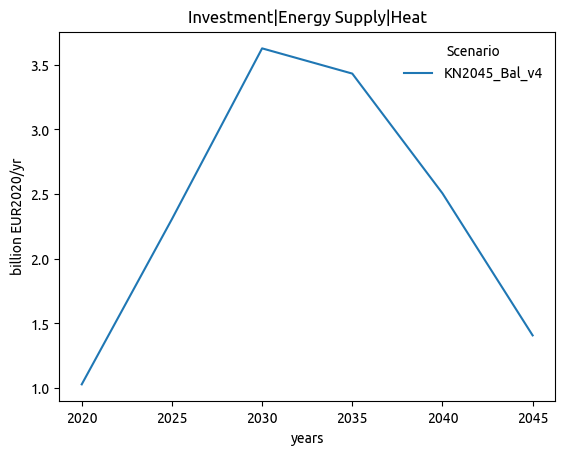 Investment|Energy Supply|Heat
Scenario
KN2045_Bal_v4
billion EUR2020/yr
3.5
3.0
2.5
2.0
1.5
1.0
2020 2025 2030 2035 2040 2045
years